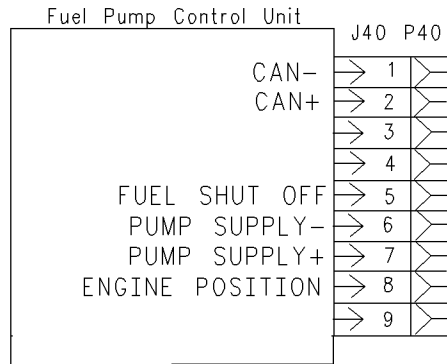 Fuel Pump Control Unit
J40 P40
CAN- 1
CAN+ 2
3
4
FUEL SHUT OFF 5
PUMP SUPPLY- 6
PUMP SUPPLY+ 7
ENGINE POSITION 8
9